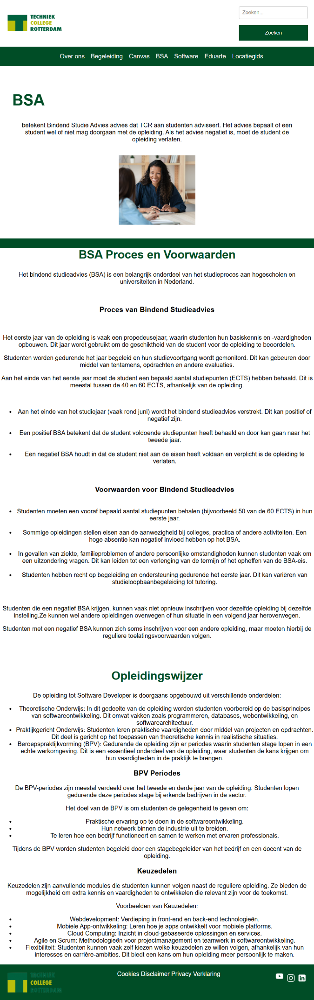 TECHNIEK
COLLEGE
ROTTERDAM
Zoeken...
Zoeken
Over ons Begeleiding Canvas BSA Software Eduarte Locatiegids
BSA
betekent Bindend Studie Advies advies dat TCR aan studenten adviseert. Het advies bepaalt of een
student wel of niet mag doorgaan met de opleiding. Als het advies negatief is, moet de student de
opleiding verlaten.
BSA Proces en Voorwaarden
Het bindend studieadvies (BSA) is een belangrijk onderdeel van het studieproces aan hogescholen en
universiteiten in Nederland.
Proces van Bindend Studieadvies
Het eerste jaar van de opleiding is vaak een propedeusejaar, waarin studenten hun basiskennis en -vaardigheden
opbouwen. Dit jaar wordt gebruikt om de geschiktheid van de student voor de opleiding te beoordelen.
Studenten worden gedurende het jaar begeleid en hun studievoortgang wordt gemonitord. Dit kan gebeuren door
middel van tentamens, opdrachten en andere evaluaties.
Aan het einde van het eerste jaar moet de student een bepaald aantal studiepunten (ECTS) hebben behaald. Dit is
meestal tussen de 40 en 60 ECTS, afhankelijk van de opleiding.
• Aan het einde van het studiejaar (vaak rond juni) wordt het bindend studieadvies verstrekt. Dit kan positief of
negatief zijn.
• Een positief BSA betekent dat de student voldoende studiepunten heeft behaald en door kan gaan naar het
tweede jaar.
• Een negatief BSA houdt in dat de student niet aan de eisen heeft voldaan en verplicht is de opleiding te
verlaten.
Voorwaarden voor Bindend Studieadvies
• Studenten moeten een vooraf bepaald aantal studiepunten behalen (bijvoorbeeld 50 van de 60 ECTS) in hun
eerste jaar.
• Sommige opleidingen stellen eisen aan de aanwezigheid bij colleges, practica of andere activiteiten. Een
hoge absentie kan negatief invloed hebben op het BSA.
• In gevallen van ziekte, familieproblemen of andere persoonlijke omstandigheden kunnen studenten vaak om
een uitzondering vragen. Dit kan leiden tot een verlenging van de termijn of het opheffen van de BSA-eis.
• Studenten hebben recht op begeleiding en ondersteuning gedurende het eerste jaar. Dit kan variëren van
studieloopbaanbegeleiding tot tutoring.
Studenten die een negatief BSA krijgen, kunnen vaak niet opnieuw inschrijven voor dezelfde opleiding bij dezelfde
instelling.Ze kunnen wel andere opleidingen overwegen of hun situatie in een volgend jaar heroverwegen.
Studenten met een negatief BSA kunnen zich soms inschrijven voor een andere opleiding, maar moeten hierbij de
reguliere toelatingsvoorwaarden volgen.
Opleidingswijzer
De opleiding tot Software Developer is doorgaans opgebouwd uit verschillende onderdelen:
• Theoretische Onderwijs: In dit gedeelte van de opleiding worden studenten voorbereid op de basisprincipes
van softwareontwikkeling. Dit omvat vakken zoals programmeren, databases, webontwikkeling, en
softwarearchitectuur.
• Praktijkgericht Onderwijs: Studenten leren praktische vaardigheden door middel van projecten en opdrachten.
Dit deel is gericht op het toepassen van theoretische kennis in realistische situaties.
• Beroepspraktijkvorming (BPV): Gedurende de opleiding zijn er periodes waarin studenten stage lopen in een
echte werkomgeving. Dit is een essentieel onderdeel van de opleiding, waar studenten de kans krijgen om
hun vaardigheden in de praktijk te brengen.
BPV Periodes
De BPV-periodes zijn meestal verdeeld over het tweede en derde jaar van de opleiding. Studenten lopen
gedurende deze periodes stage bij erkende bedrijven in de sector.
Het doel van de BPV is om studenten de gelegenheid te geven om:
• Praktische ervaring op te doen in de softwareontwikkeling.
• Hun netwerk binnen de industrie uit te breiden.
• Te leren hoe een bedrijf functioneert en samen te werken met ervaren professionals.
Tijdens de BPV worden studenten begeleid door een stagebegeleider van het bedrijf en een docent van de
opleiding.
Keuzedelen
Keuzedelen zijn aanvullende modules die studenten kunnen volgen naast de reguliere opleiding. Ze bieden de
mogelijkheid om extra kennis en vaardigheden te ontwikkelen die relevant zijn voor de toekomst.
Voorbeelden van Keuzedelen:
• Webdevelopment: Verdieping in front-end en back-end technologieën.
• Mobiele App-ontwikkeling: Leren hoe je apps ontwikkelt voor mobiele platforms.
• Cloud Computing: Inzicht in cloud-gebaseerde oplossingen en services.
• Agile en Scrum: Methodologieën voor projectmanagement en teamwork in softwareontwikkeling.
• Flexibiliteit: Studenten kunnen vaak zelf kiezen welke keuzedelen ze willen volgen, afhankelijk van hun
interesses en carrière-ambities. Dit biedt een kans om hun opleiding meer persoonlijk te maken.
TECHNIEK
COLLEGE
ROTTERDAM
Cookies Disclaimer Privacy Verklaring